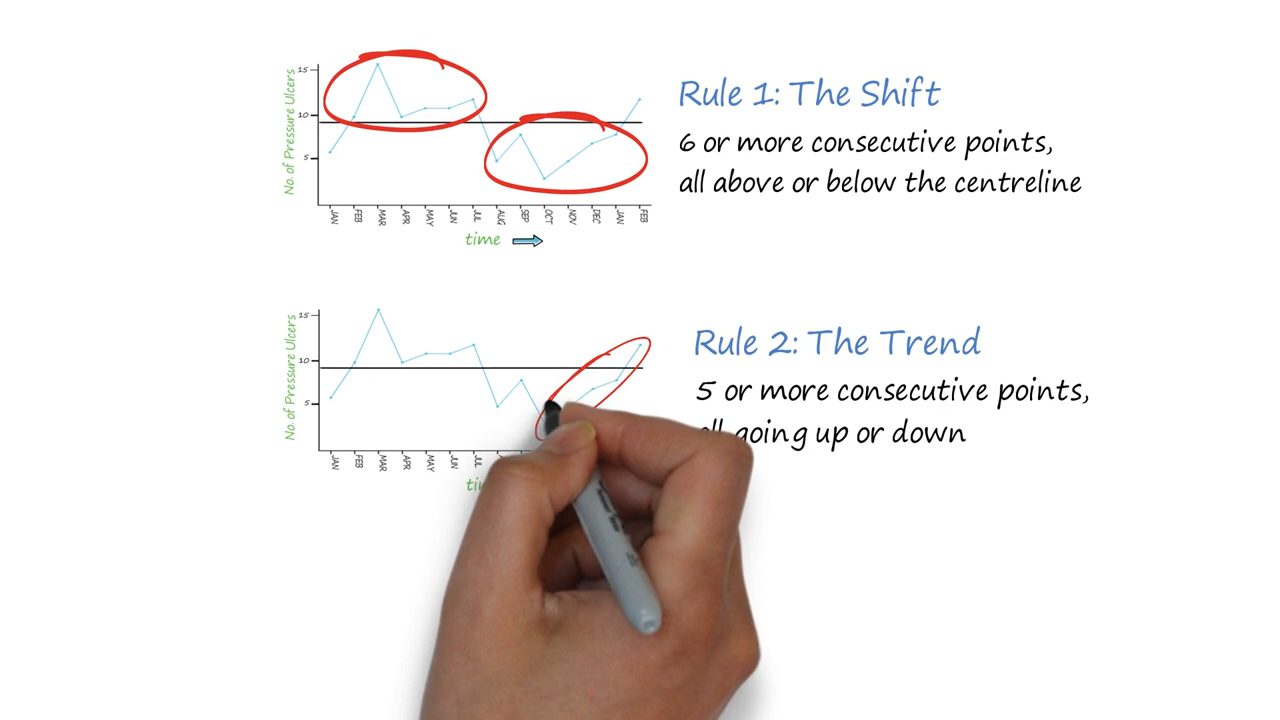 No. of Pressure Ulcers
15
10
5
JAN FEB MAR APR MAY JUN JUL AUG SEP OCT NOV DEC JAN FEB
time
Rule 1: The Shift
6 or more consecutive points,
all above or below the centreline
No. of Pressure Ulcers
15
10
5
JAN FEB MAR APR MAY JUN JUL
Rule 2: The Trend
5 or more consecutive points,
going up or down